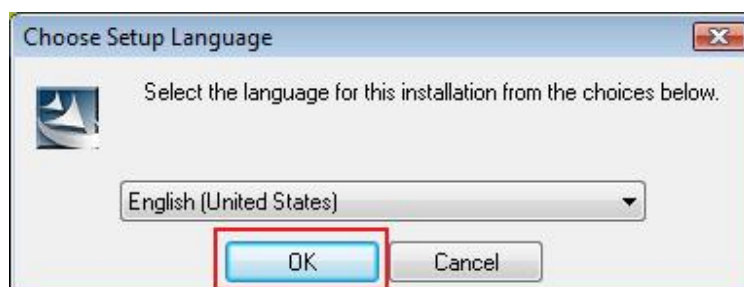 Choose Setup Language
Select the language for this installation from the choices below.
English (United States)
OK Cancel